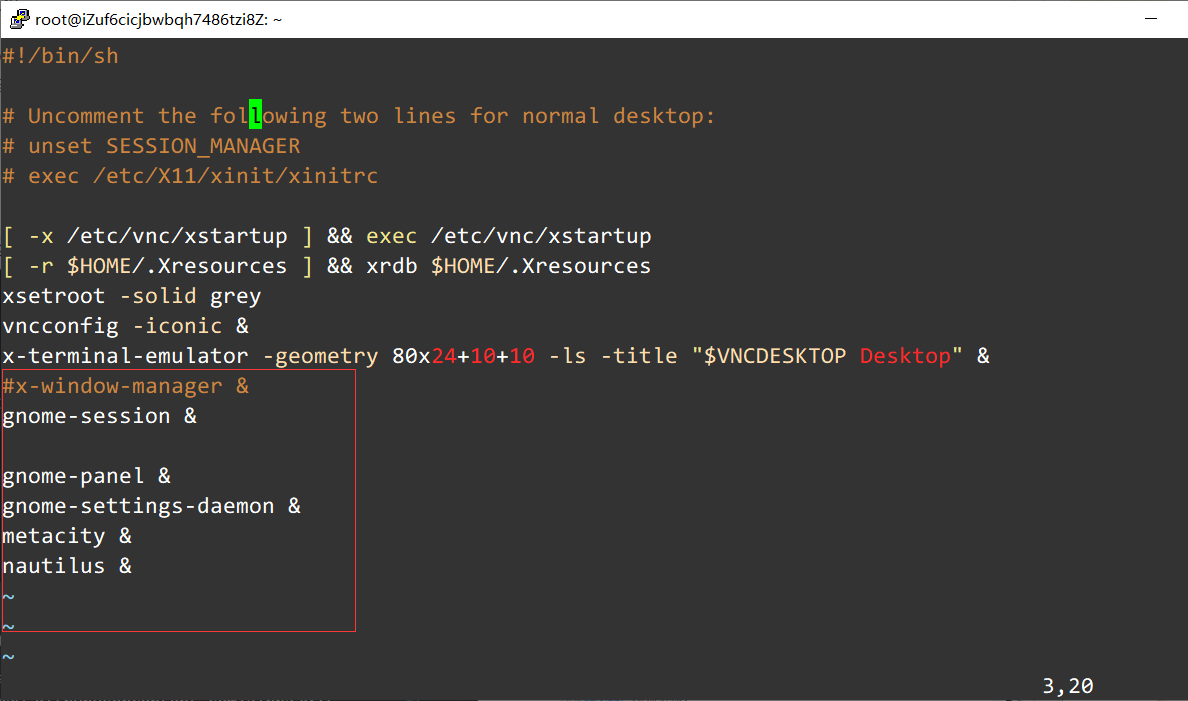 root@iZuf6cicjbwbqh7486tzi8Z: ~
#!/bin/sh
# Uncomment the following two lines for normal desktop:
# unset SESSION_MANAGER
# exec /etc/X11/xinit/xinitrc
[ -x /etc/vnc/xstartup ] && exec /etc/vnc/xstartup
[ -r $HOME/.Xresources ] && xrdb $HOME/.Xresources
xsetroot -solid grey
vncconfig -iconic &
x-terminal-emulator -geometry 80x24+10+10 -ls -title "$VNCDESKTOP Desktop" &
#x-window-manager &
gnome-session &
gnome-panel &
gnome-settings-daemon &
metacity &
nautilus &
~
~
~
3,20